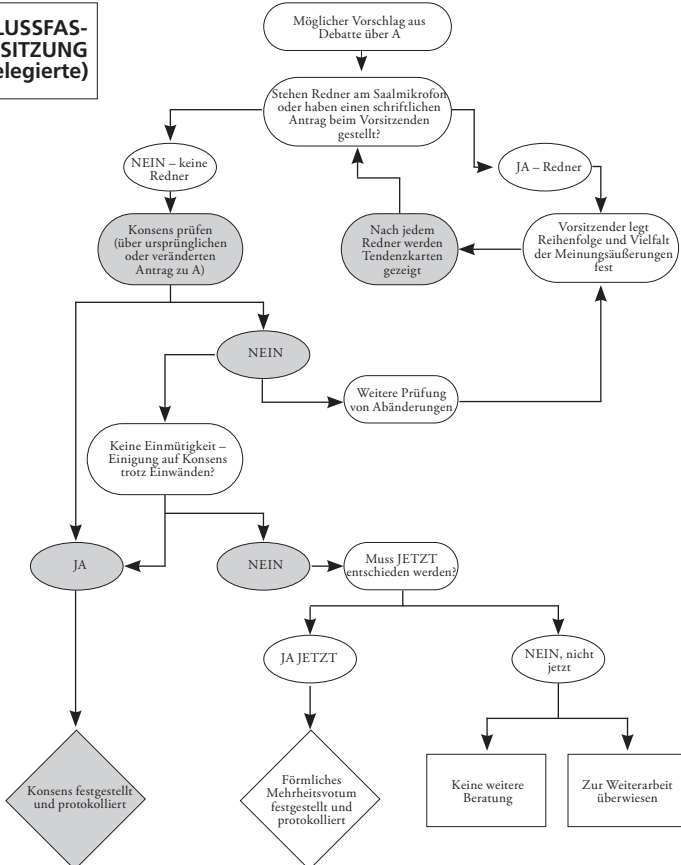 LUSSFAS-
SITZUNG
elegierte)
Möglicher Vorschlag aus
Debatte über A
Stehen Redner am Saalmikrofon
oder haben einen schriftlichen
Antrag beim Vorsitzenden
gestellt?
NEIN – keine
Redner
JA – Redner
Konsens prüfen
(über ursprünglichen
oder veränderten
Antrag zu A)
Nach jedem
Redner werden
Tendenzkarten
gezeigt
Vorsitzender legt
Reihenfolge und Vielfalt
der Meinungsäußerungen
fest
NEIN
Weitere Prüfung
von Abänderungen
Keine Einmütigkeit –
Einigung auf Konsens
trotz Einwänden?
JA
NEIN
Muss JETZT
entschieden werden?
JA JETZT
NEIN, nicht
jetzt
Konsens festgestellt
und protokolliert
Förmliches
Mehrheitsvotum
festgestellt und
protokolliert
Keine weitere
Beratung
Zur Weiterarbeit
überwiesen